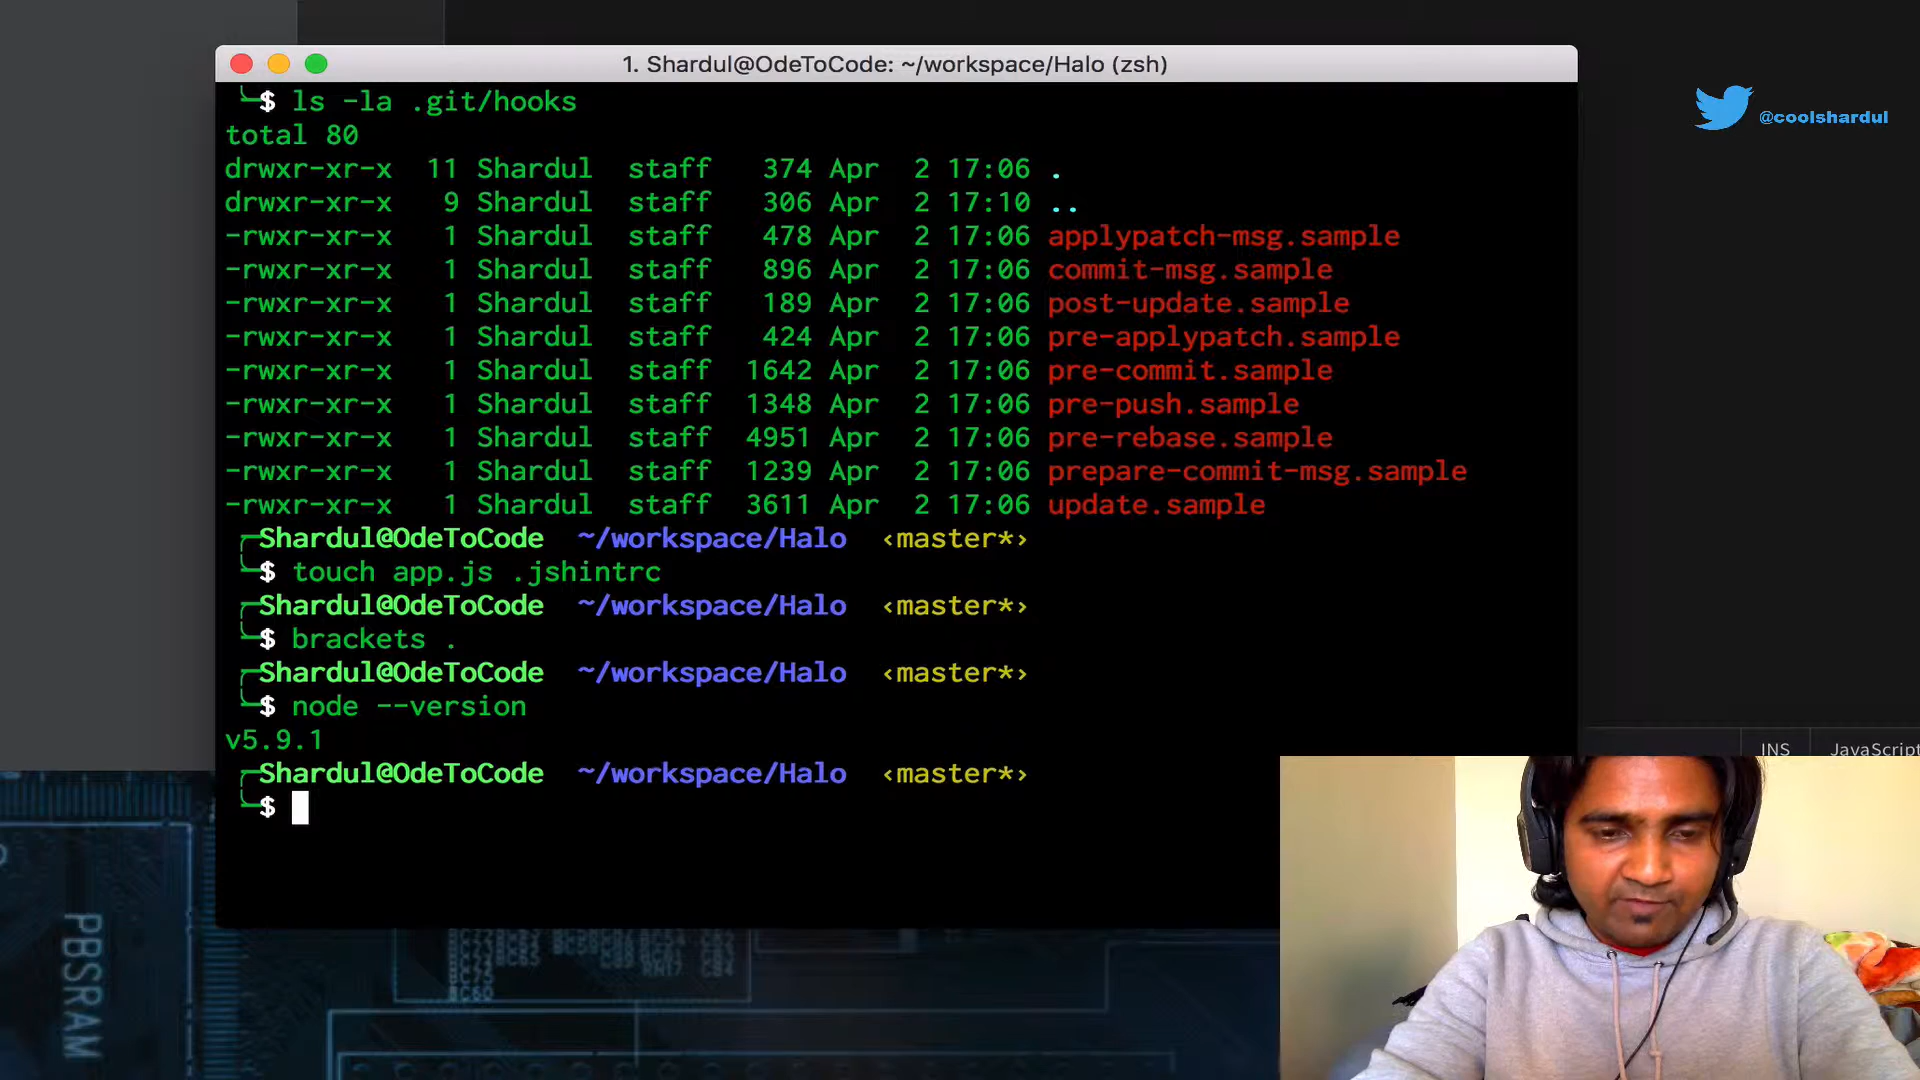 1. Shardul@OdeToCode: ~/workspace/Halo (zsh)
$ ls -la .git/hooks
total 80
drwxr-xr-x 11 Shardul staff 374 Apr 2 17:06 .
drwxr-xr-x 9 Shardul staff 306 Apr 2 17:10 ..
-rwxr-xr-x 1 Shardul staff 478 Apr 2 17:06 applypatch-msg.sample
-rwxr-xr-x 1 Shardul staff 896 Apr 2 17:06 commit-msg.sample
-rwxr-xr-x 1 Shardul staff 189 Apr 2 17:06 post-update.sample
-rwxr-xr-x 1 Shardul staff 424 Apr 2 17:06 pre-applypatch.sample
-rwxr-xr-x 1 Shardul staff 1642 Apr 2 17:06 pre-commit.sample
-rwxr-xr-x 1 Shardul staff 1348 Apr 2 17:06 pre-push.sample
-rwxr-xr-x 1 Shardul staff 4951 Apr 2 17:06 pre-rebase.sample
-rwxr-xr-x 1 Shardul staff 1239 Apr 2 17:06 prepare-commit-msg.sample
-rwxr-xr-x 1 Shardul staff 3611 Apr 2 17:06 update.sample
Shardul@OdeToCode ~/workspace/Halo ‹master*›
$ touch app.js .jshintrc
Shardul@OdeToCode ~/workspace/Halo ‹master*›
$ brackets .
Shardul@OdeToCode ~/workspace/Halo ‹master*›
$ node --version
v5.9.1
Shardul@OdeToCode ~/workspace/Halo ‹master*›
$
@coolshardul
INS JavaScript
PBSRAM